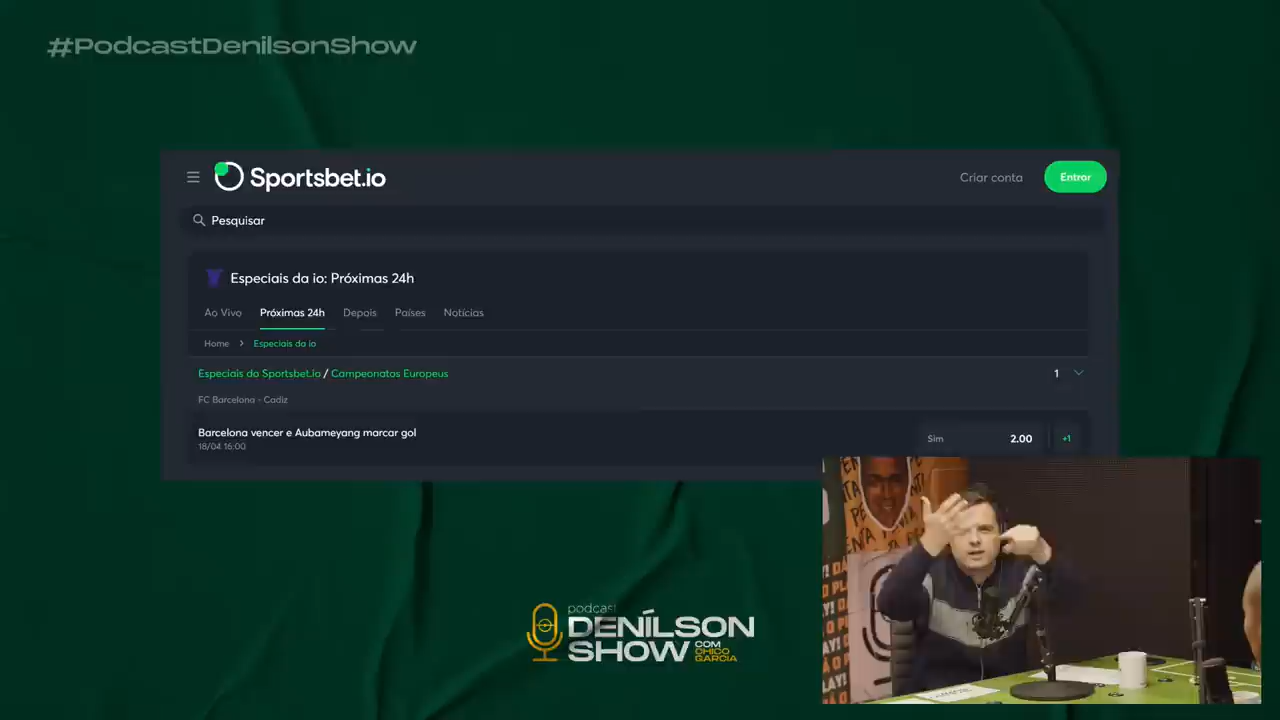 #PodcastDenilsonShow
Sportsbet.io
Criar conta
Entrar
Pesquisar
Especiais da io: Próximas 24h
Ao Vivo
Próximas 24h
Depois
Países
Notícias
Home > Especiais da io
Especiais do Sportsbet.io / Campeonatos Europeus
1
FC Barcelona - Cadiz
Barcelona vencer e Aubameyang marcar gol
18/04 16:00
Sim
2.00
+1
podcast
DENÍLSON
SHOW
COM
CHICO
GARCIA